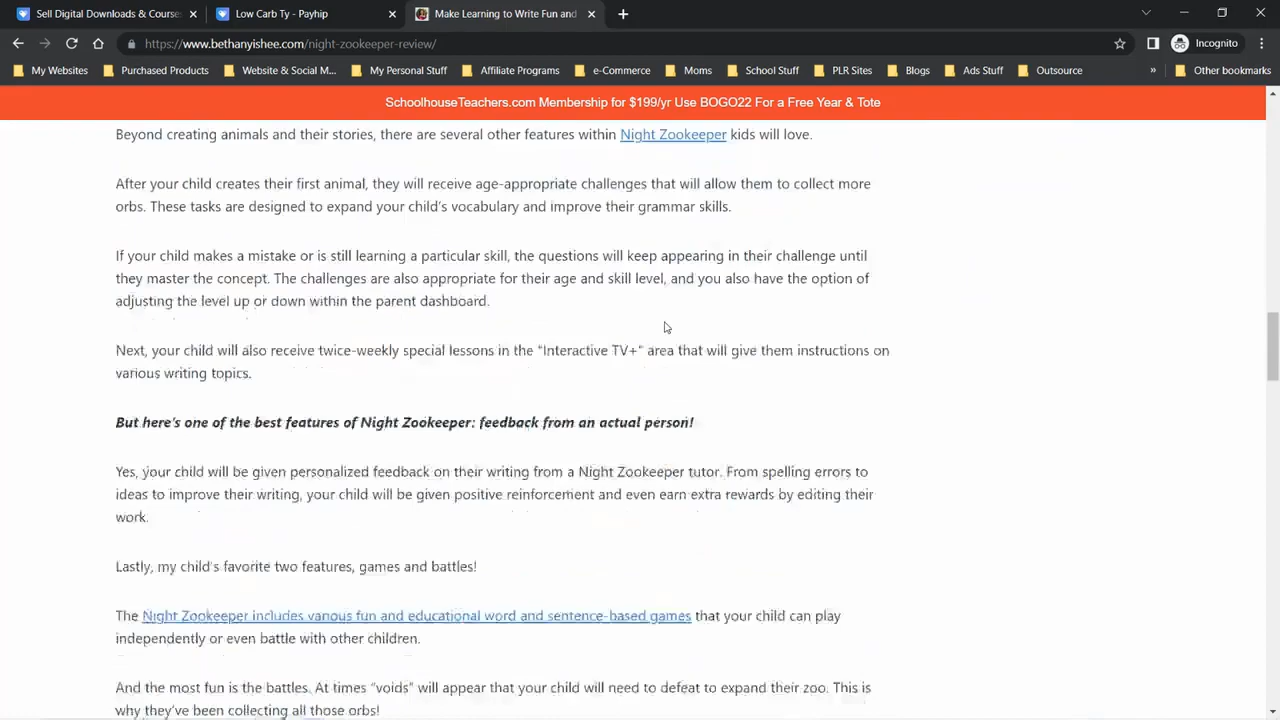 Sell Digital Downloads & Course
Low Carb Ty - Payhip
Make Learning to Write Fun and
https://www.bethanyishee.com/night-zookeeper-review/
Incognito
My Websites
Purchased Products
Website & Social M...
My Personal Stuff
Affiliate Programs
e-Commerce
Moms
School Stuff
PLR Sites
Blogs
Ads Stuff
Outsource
»
Other bookmarks
SchoolhouseTeachers.com Membership for $199/yr Use BOGO22 For a Free Year & Tote
Beyond creating animals and their stories, there are several other features within Night Zookeeper kids will love.
After your child creates their first animal, they will receive age-appropriate challenges that will allow them to collect more
orbs. These tasks are designed to expand your child's vocabulary and improve their grammar skills.
If your child makes a mistake or is still learning a particular skill, the questions will keep appearing in their challenge until
they master the concept. The challenges are also appropriate for their age and skill level, and you also have the option of
adjusting the level up or down within the parent dashboard.
Next, your child will also receive twice-weekly special lessons in the "Interactive TV+" area that will give them instructions on
various writing topics.
But here's one of the best features of Night Zookeeper: feedback from an actual person!
Yes, your child will be given personalized feedback on their writing from a Night Zookeeper tutor. From spelling errors to
ideas to improve their writing, your child will be given positive reinforcement and even earn extra rewards by editing their
work.
Lastly, my child's favorite two features, games and battles!
The Night Zookeeper includes various fun and educational word and sentence-based games that your child can play
independently or even battle with other children.
And the most fun is the battles. At times "voids" will appear that your child will need to defeat to expand their zoo. This is
why they've been collecting all those orbs!